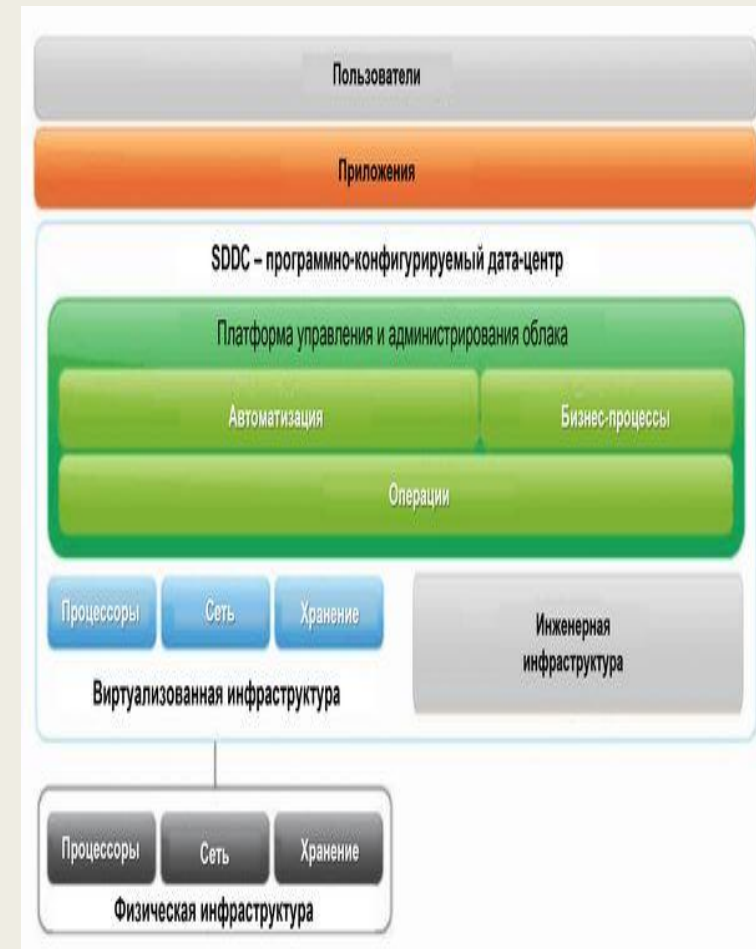 Пользователи
Приложения
SDDC – программно-конфигурируемый дата-центр
Платформа управления и администрирования облака
Автоматизация
Бизнес-процессы
Операции
Процессоры
Сеть
Хранение
Инженерная
инфраструктура
Виртуализованная инфраструктура
Процессоры
Сеть
Хранение
Физическая инфраструктура